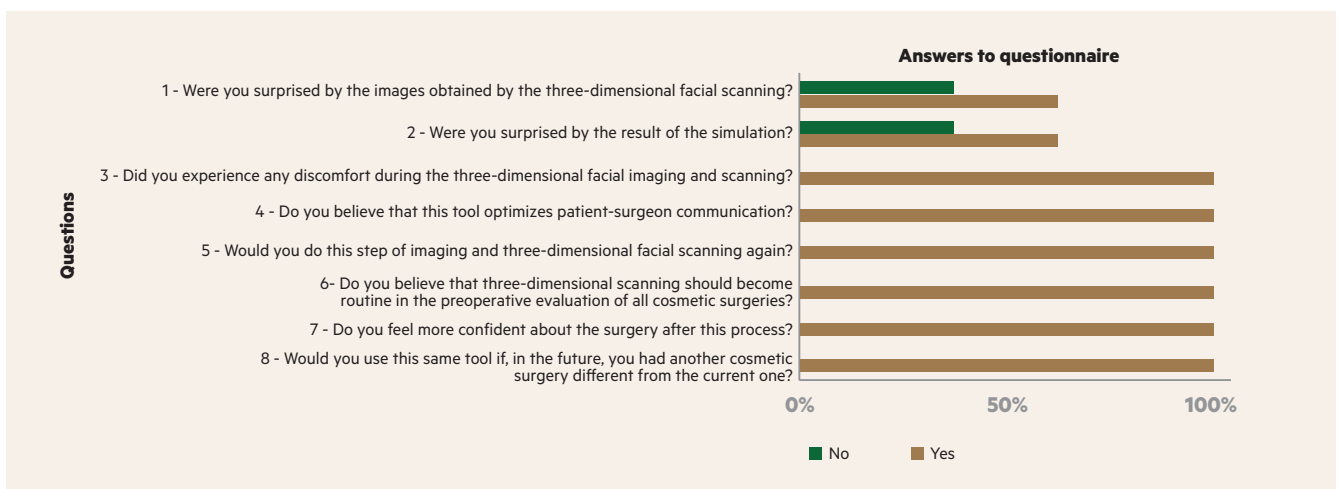 Answers to questionnaire
1 - Were you surprised by the images obtained by the three-dimensional facial scanning?
2 - Were you surprised by the result of the simulation?
3 - Did you experience any discomfort during the three-dimensional facial imaging and scanning?
4 - Do you believe that this tool optimizes patient-surgeon communication?
Questions
5 - Would you do this step of imaging and three-dimensional facial scanning again?
6- Do you believe that three-dimensional scanning should become
routine in the preoperative evaluation of all cosmetic surgeries?
7 - Do you feel more confident about the surgery after this process?
8 - Would you use this same tool if, in the future, you had another cosmetic
surgery different from the current one?
0% 50% 100%
No Yes